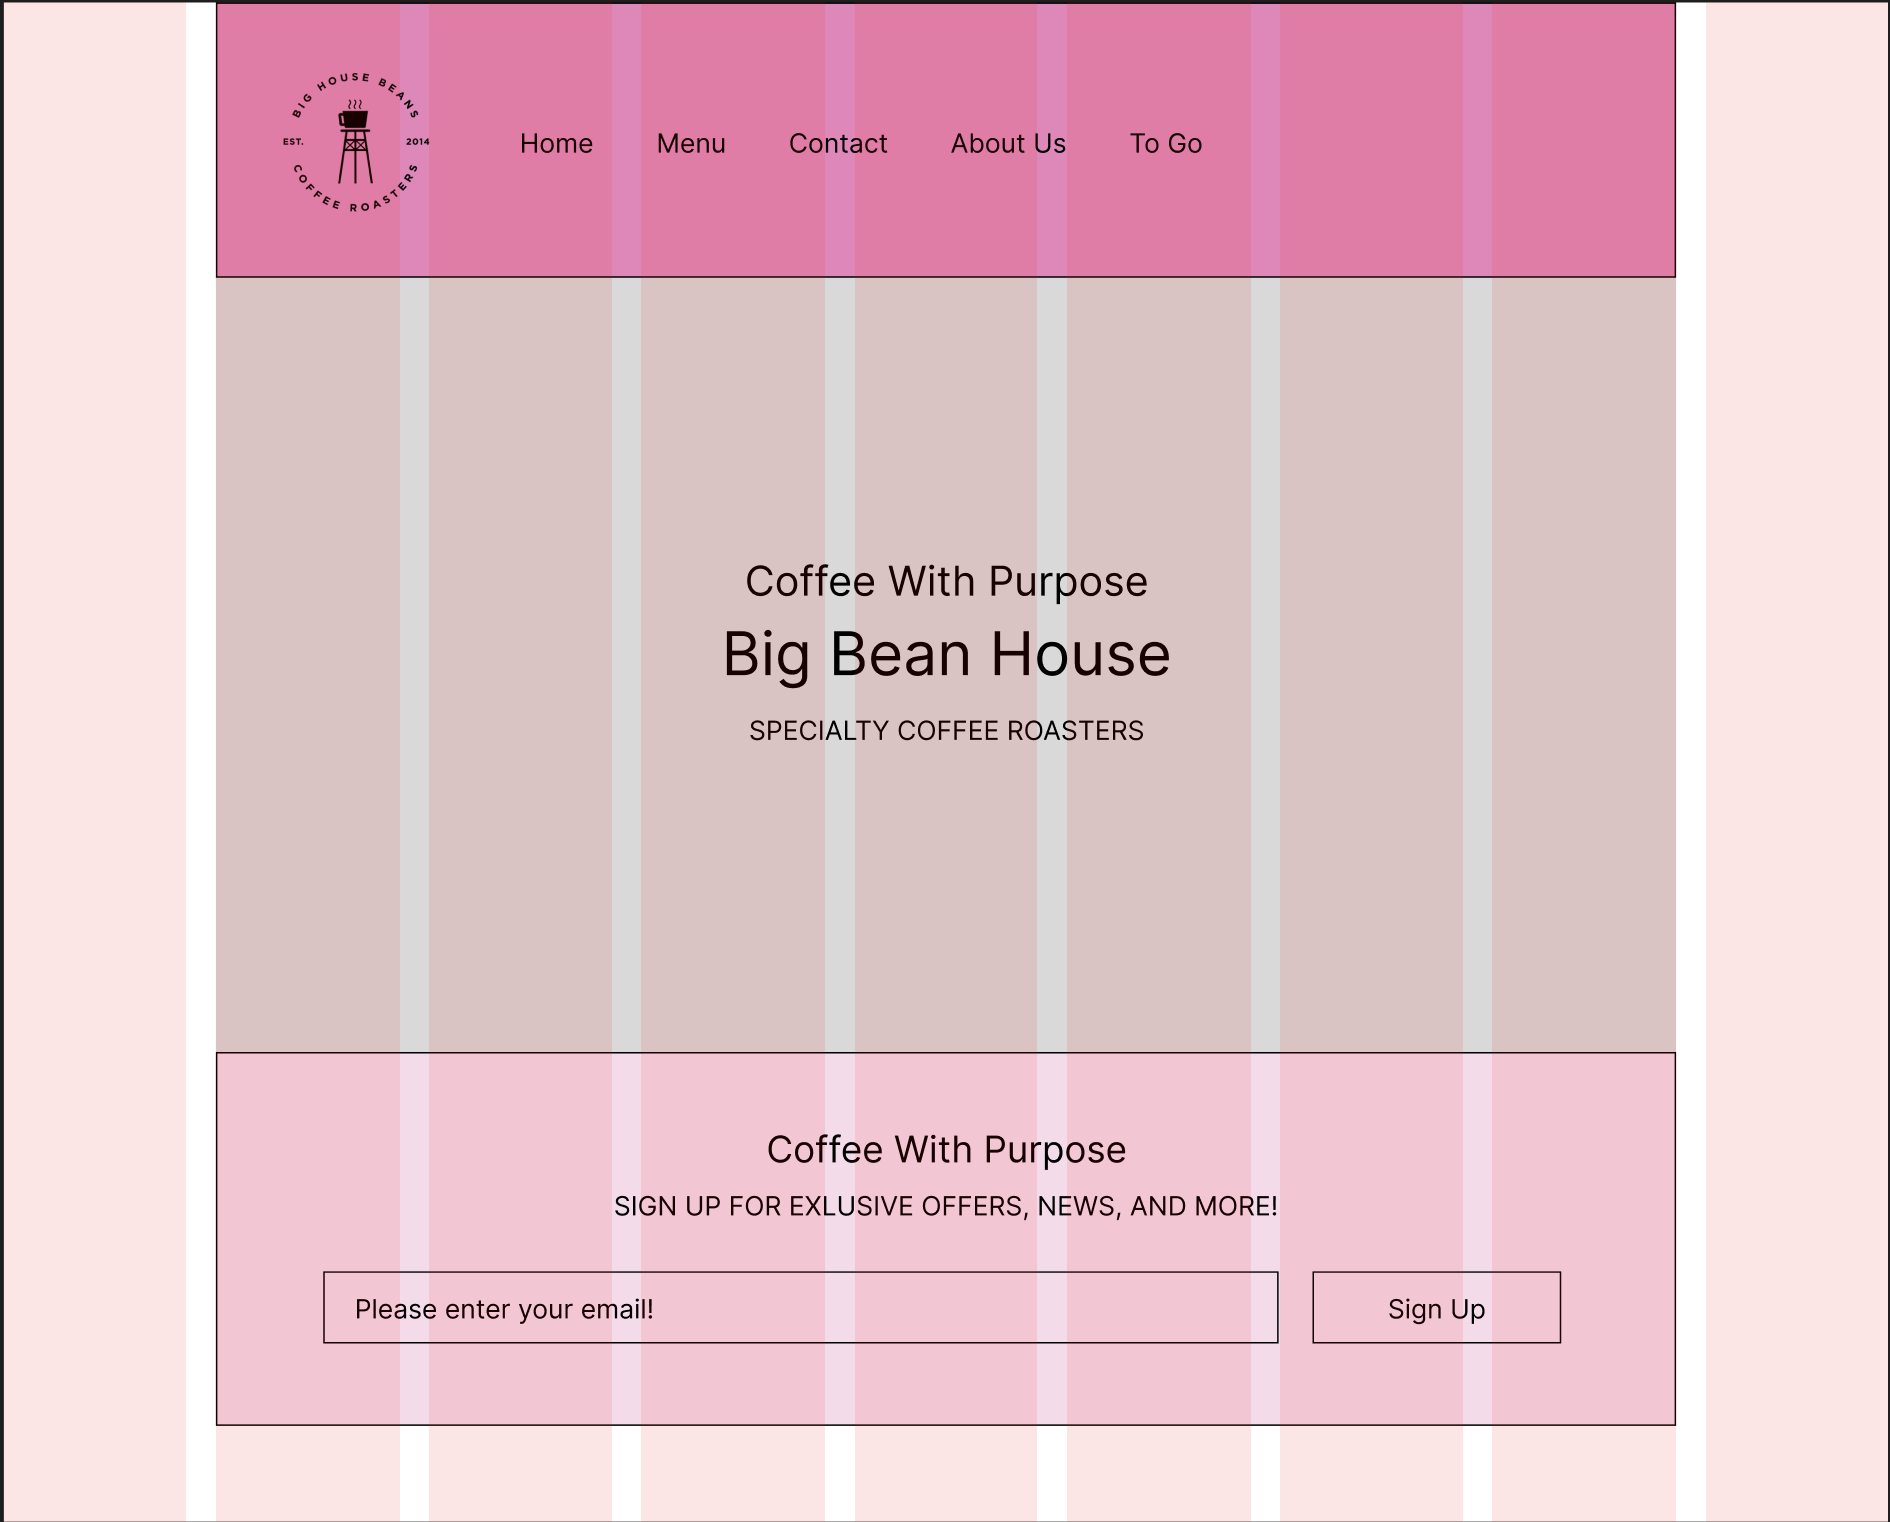 BIG HOUSE BEANS
EST. 2014
COFFEE ROASTERS
Home Menu Contact About Us To Go
Coffee With Purpose
Big Bean House
SPECIALTY COFFEE ROASTERS
Coffee With Purpose
SIGN UP FOR EXLUSIVE OFFERS, NEWS, AND MORE!
Please enter your email! Sign Up